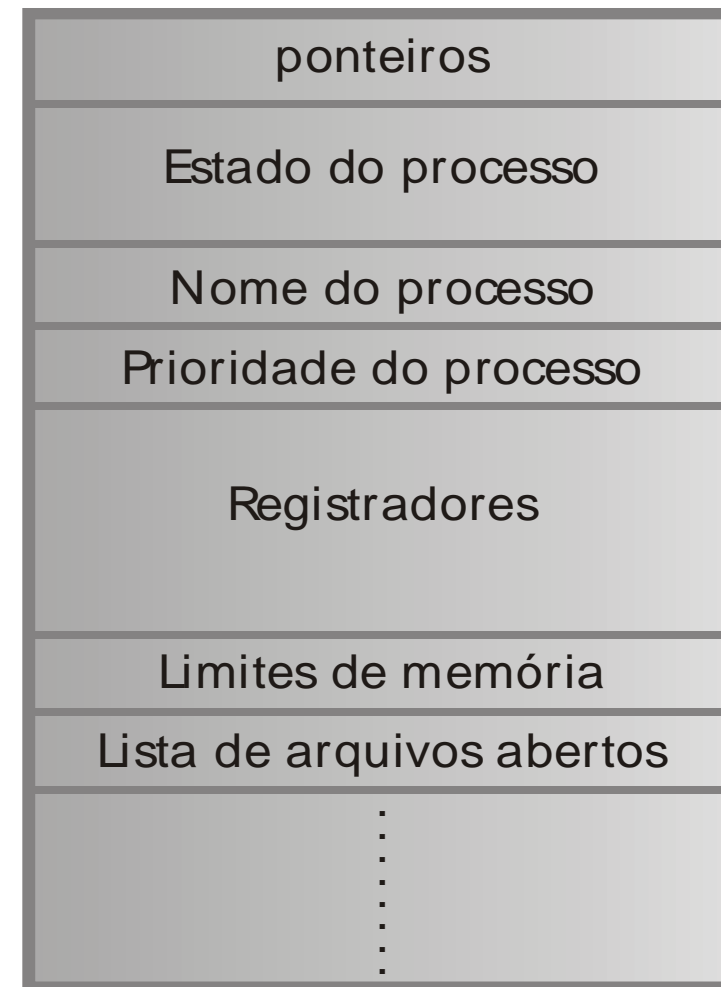 ponteiros
Estado do processo
Nome do processo
Prioridade do processo
Registradores
Limites de memória
Lista de arquivos abertos